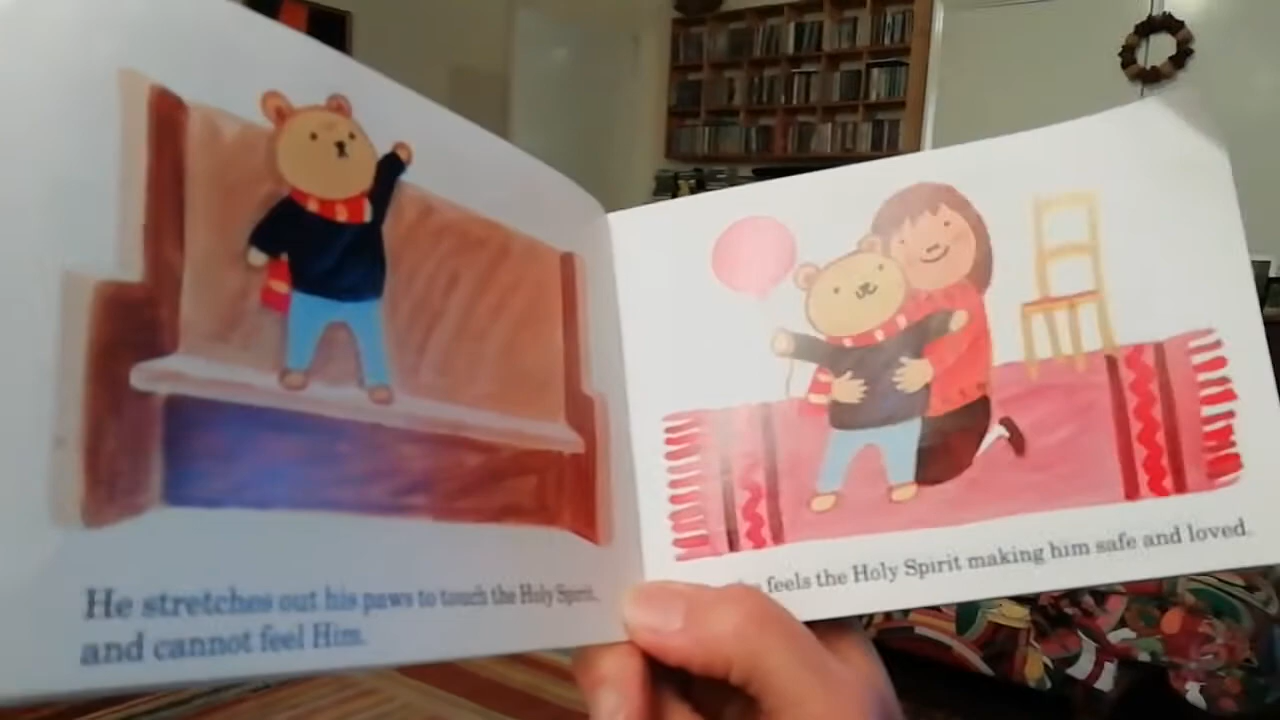 He stretches out his paws to touch the Holy Spirit,
and cannot feel Him.
feels the Holy Spirit making him safe and loved.